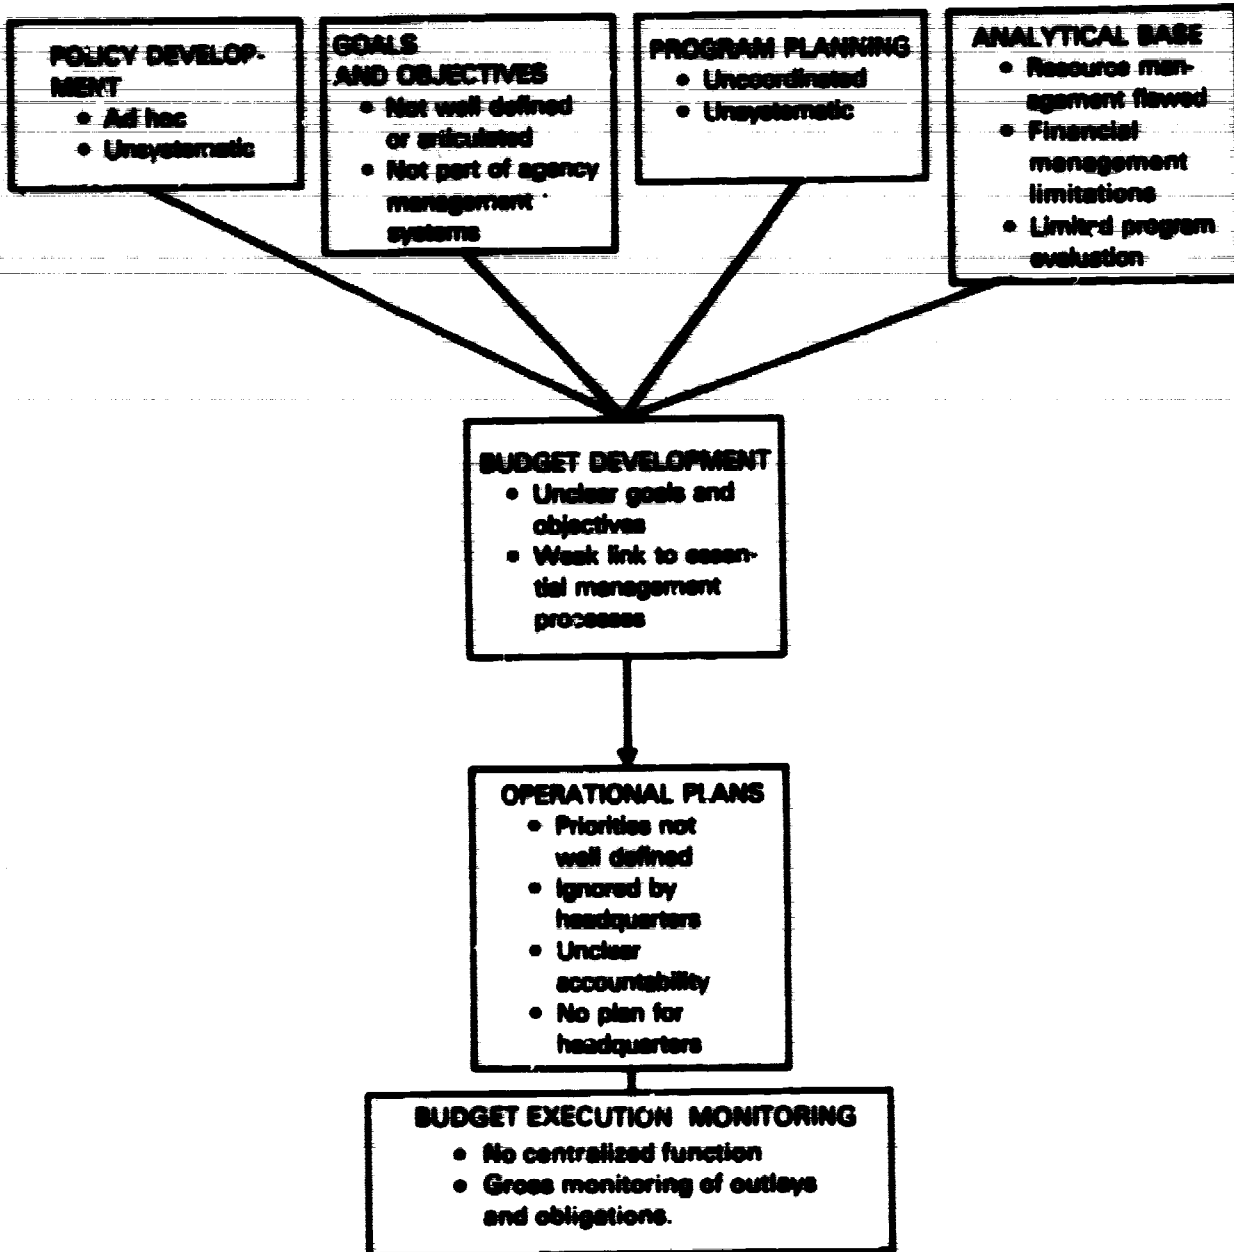 POLICY DEVELOP-
MENT
• Ad hoc
• Unsystematic
GOALS
AND OBJECTIVES
• Not well defined
or articulated
• Not part of agency
management
systems
PROGRAM PLANNING
• Uncoordinated
• Unsystematic
ANALYTICAL BASE
• Resource man-
agement flawed
• Financial
management
limitations
• Limited program
evaluation
BUDGET DEVELOPMENT
• Unclear goals and
objectives
• Weak link to essen-
tial management
processes
OPERATIONAL PLANS
• Priorities not
well defined
• Ignored by
headquarters
• Unclear
accountability
• No plan for
headquarters
BUDGET EXECUTION MONITORING
• No centralized function
• Gross monitoring of outlays
and obligations.